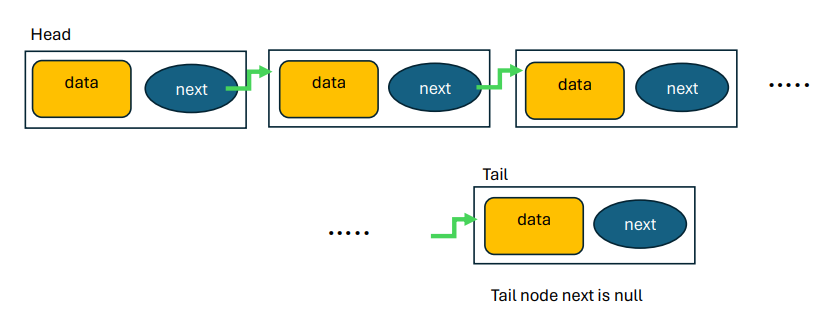 Head
data next data next data next .....
Tail
..... data next
Tail node next is null